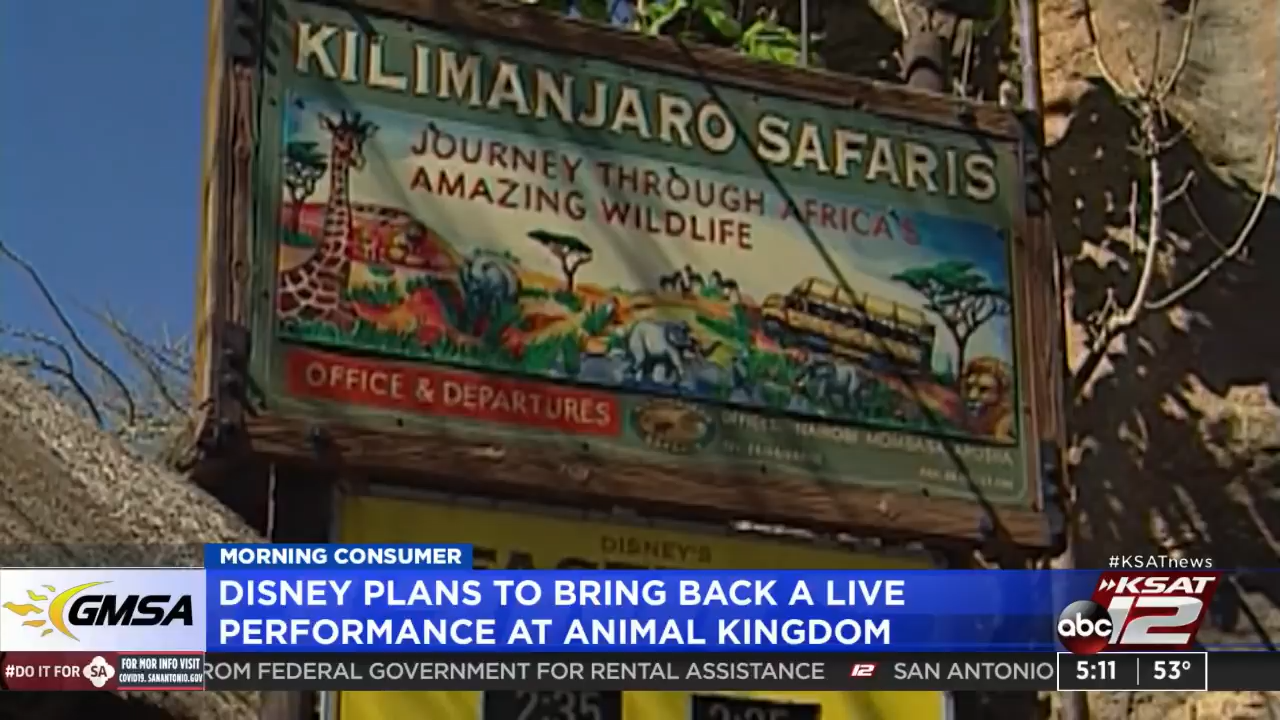 KILIMANJARO SAFARIS
JOURNEY THROUGH AFRICA'S
AMAZING WILDLIFE
OFFICE & DEPARTURES
DISNEY'S
MORNING CONSUMER
#KSATnews
GMSA
DISNEY PLANS TO BRING BACK A LIVE
PERFORMANCE AT ANIMAL KINGDOM
abc
KSAT
12
#DO IT FOR SA
FOR MOR INFO VISIT
COVID19. SANANTONIO.GOV
ROM FEDERAL GOVERNMENT FOR RENTAL ASSISTANCE 12 SAN ANTONIO
5:11 53°
2:35